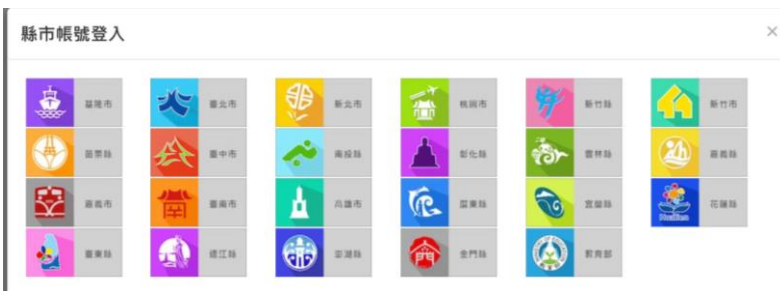 縣市帳號登入
×
基隆市 臺北市 新北市 桃園市 新竹縣 新竹市
苗栗縣 臺中市 南投縣 彰化縣 雲林縣 嘉義縣
嘉義市 臺南市 高雄市 屏東縣 宜蘭縣 Hualien 花蓮縣
臺東縣 連江縣 澎湖縣 金門縣 教育部